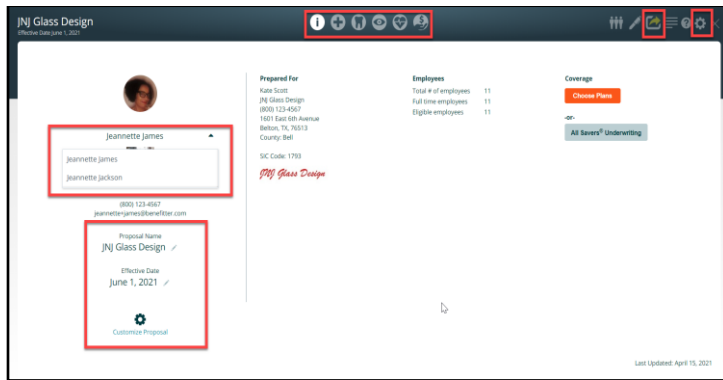 JNJ Glass Design
Effective Date June 1, 2021
Jeannette James
Jeannette James
Jeannette Jackson
(800) 123-4567
jeannette+james@benefitter.com
Proposal Name
JNJ Glass Design
Effective Date
June 1, 2021
Customize Proposal
Prepared For
Kate Scott
JNJ Glass Design
(800) 123-4567
1601 East 6th Avenue
Belton, TX, 76513
County: Bell
SIC Code: 1793
JNJ Glass Design
Employees
Total # of employees 11
Full time employees 11
Eligible employees 11
Coverage
Choose Plans
-or-
All Savers® Underwriting
Last Updated: April 15, 2021